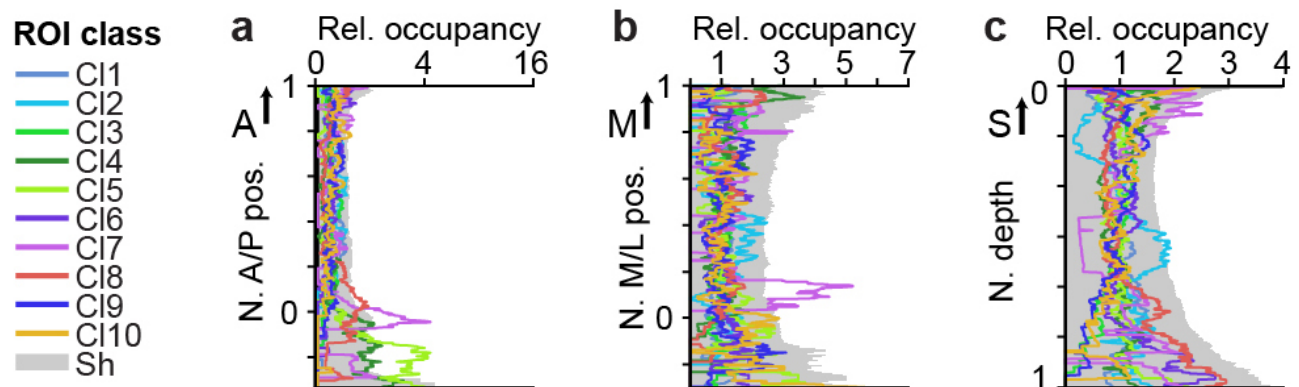 ROI class
Cl1
Cl2
Cl3
Cl4
Cl5
Cl6
Cl7
Cl8
Cl9
Cl10
Sh
a
Rel. occupancy
0 4 16
1
A
N. A/P pos.
0
b
Rel. occupancy
1 3 5 7
1
M
N. M/L pos.
0
c
Rel. occupancy
0 1 2 3 4
0
S
N. depth
1